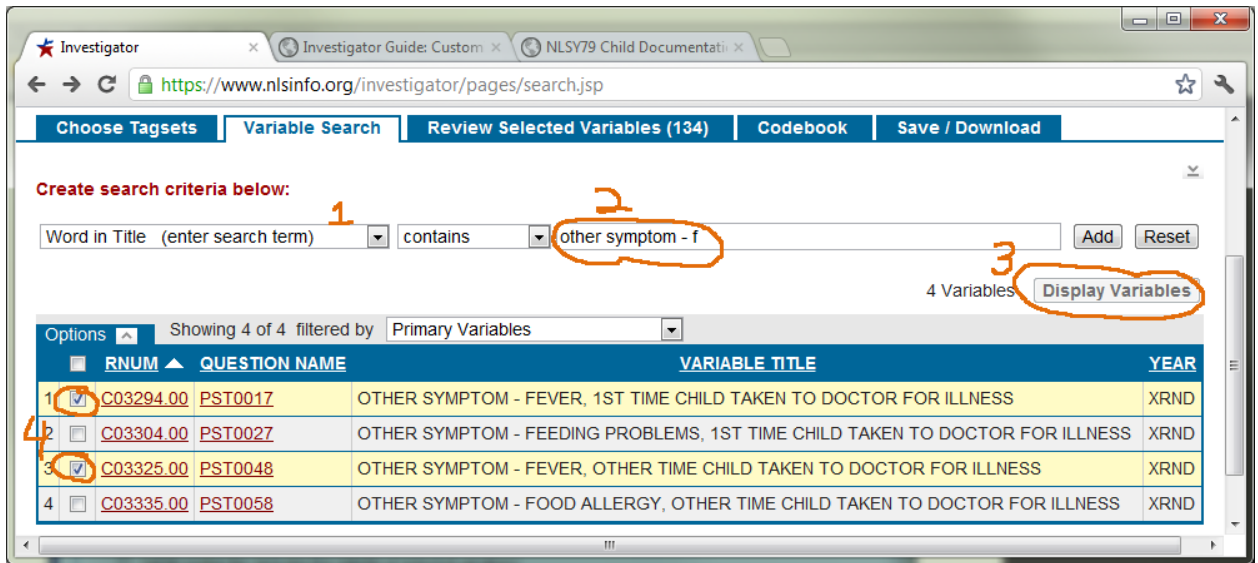 Investigator
Investigator Guide: Custom
NLSY79 Child Documentati
https://www.nlsinfo.org/investigator/pages/search.jsp
Choose Tagsets Variable Search Review Selected Variables (134) Codebook Save / Download
Create search criteria below:
1 2
Word in Title (enter search term) contains other symptom - f Add Reset
3
4 Variables Display Variables
Options Showing 4 of 4 filtered by Primary Variables
RNUM QUESTION NAME VARIABLE TITLE YEAR
1 C03294.00 PST0017 OTHER SYMPTOM - FEVER, 1ST TIME CHILD TAKEN TO DOCTOR FOR ILLNESS XRND
4
2 C03304.00 PST0027 OTHER SYMPTOM - FEEDING PROBLEMS, 1ST TIME CHILD TAKEN TO DOCTOR FOR ILLNESS XRND
3 C03325.00 PST0048 OTHER SYMPTOM - FEVER, OTHER TIME CHILD TAKEN TO DOCTOR FOR ILLNESS XRND
4 C03335.00 PST0058 OTHER SYMPTOM - FOOD ALLERGY, OTHER TIME CHILD TAKEN TO DOCTOR FOR ILLNESS XRND